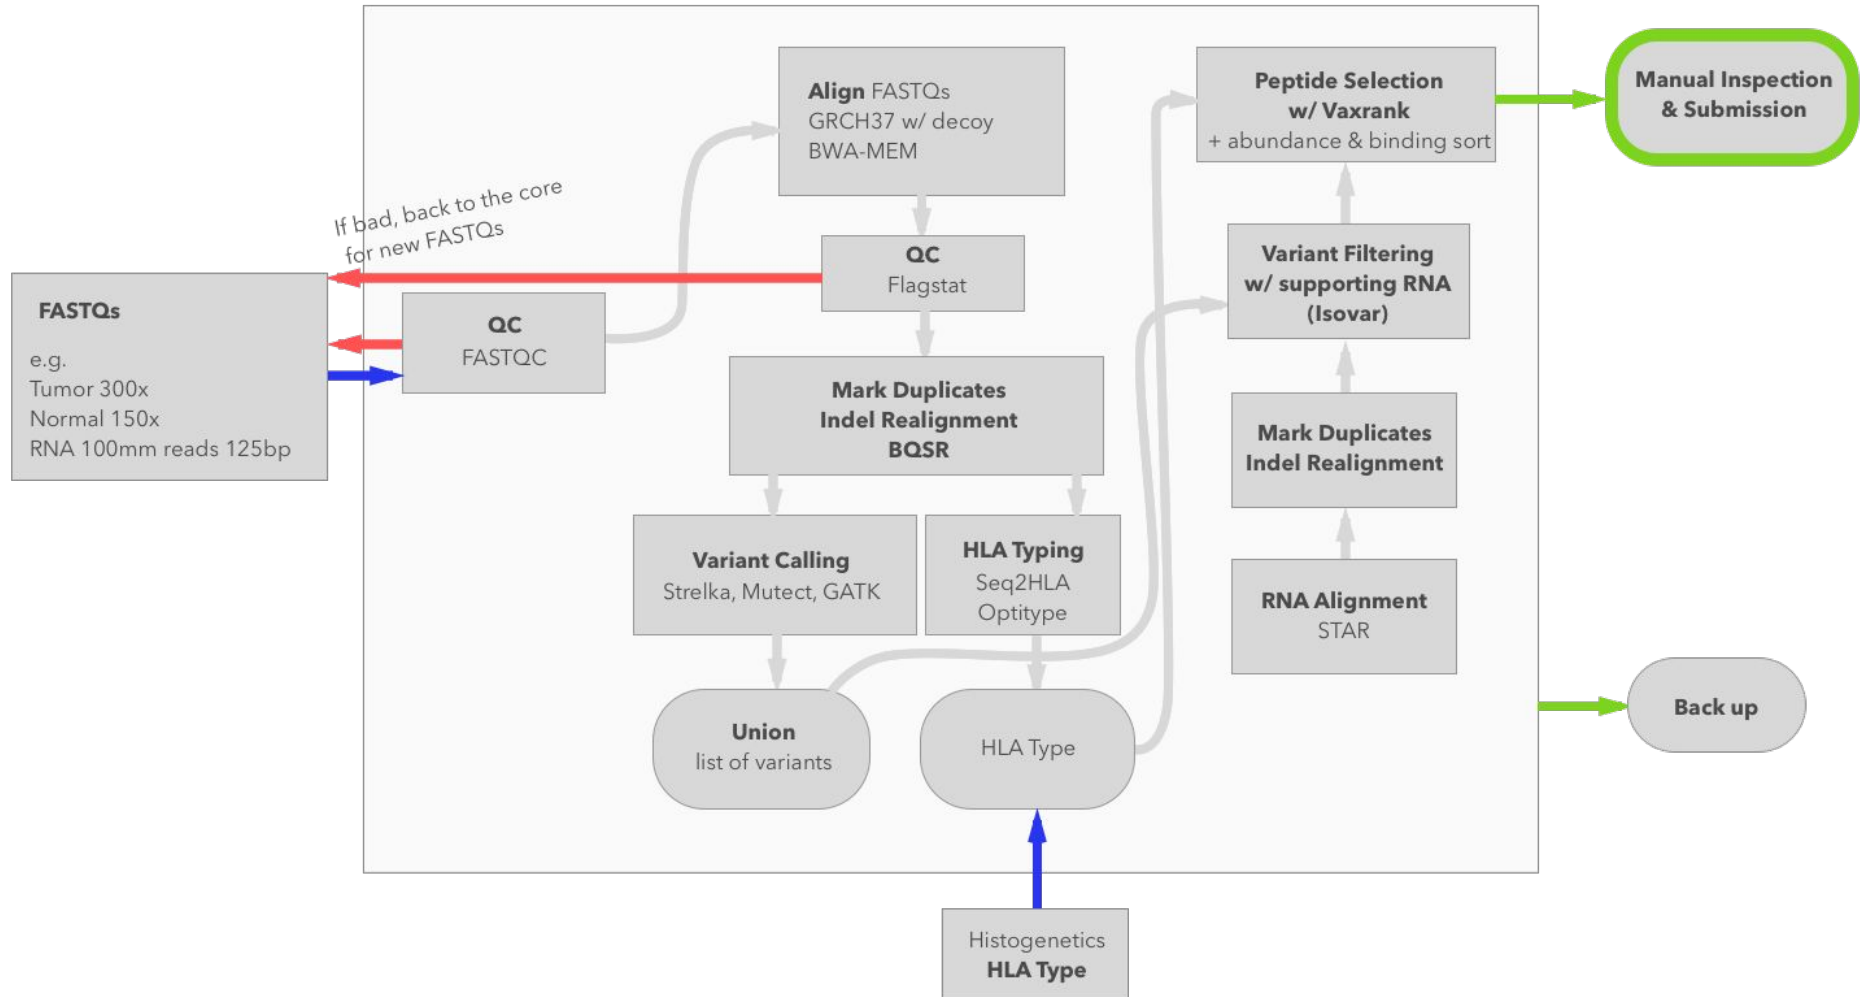 If bad, back to the core
for new FASTQs
FASTQs
e.g.
Tumor 300x
Normal 150x
RNA 100mm reads 125bp
QC
FASTQC
Align FASTQs
GRCH37 w/ decoy
BWA-MEM
QC
Flagstat
Mark Duplicates
Indel Realignment
BQSR
Variant Calling
Strelka, Mutect, GATK
HLA Typing
Seq2HLA
Optitype
Union
list of variants
HLA Type
Histogenetics
HLA Type
Peptide Selection
w/ Vaxrank
+ abundance & binding sort
Variant Filtering
w/ supporting RNA
(Isovar)
Mark Duplicates
Indel Realignment
RNA Alignment
STAR
Manual Inspection
& Submission
Back up